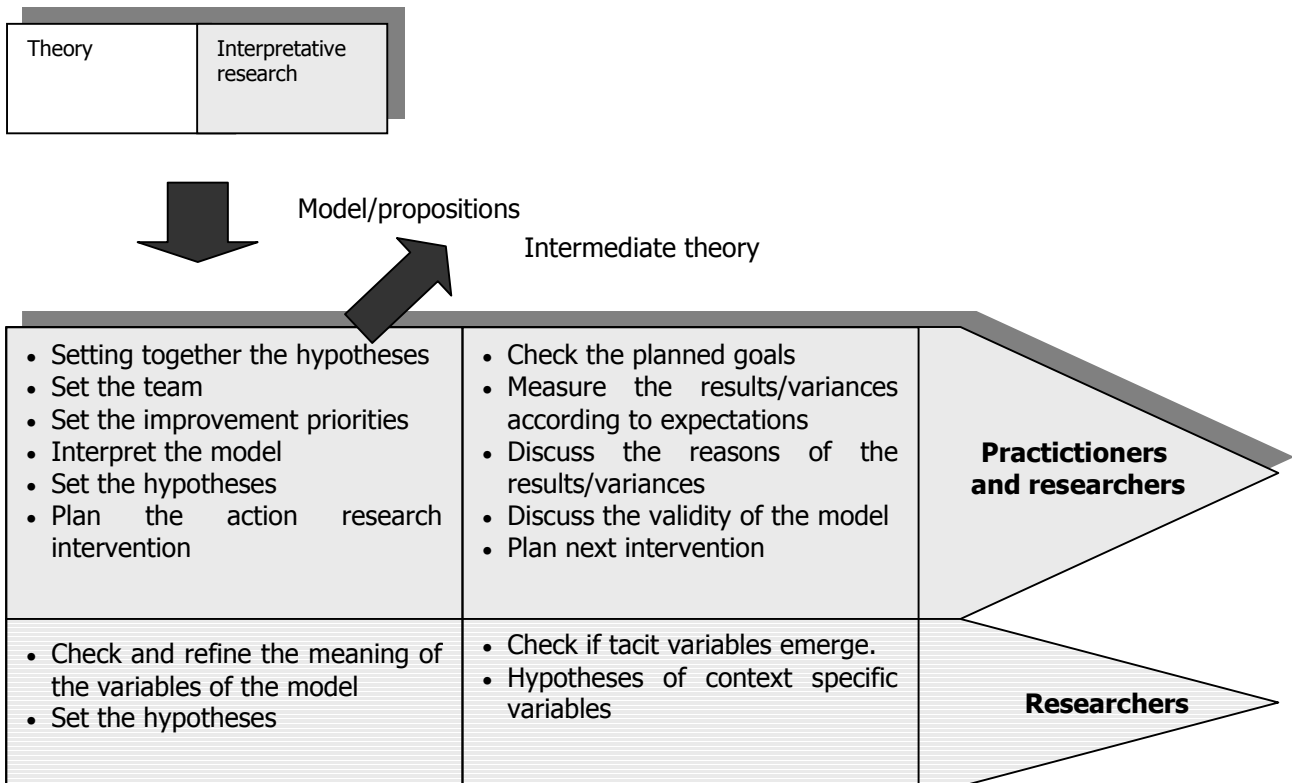 Theory
Interpretative
research
Model/propositions
Intermediate theory
• Setting together the hypotheses
• Set the team
• Set the improvement priorities
• Interpret the model
• Set the hypotheses
• Plan the action research
intervention
• Check the planned goals
• Measure the results/variances
according to expectations
• Discuss the reasons of the
results/variances
• Discuss the validity of the model
• Plan next intervention
Practictioners
and researchers
• Check and refine the meaning of
the variables of the model
• Set the hypotheses
• Check if tacit variables emerge.
• Hypotheses of context specific
variables
Researchers